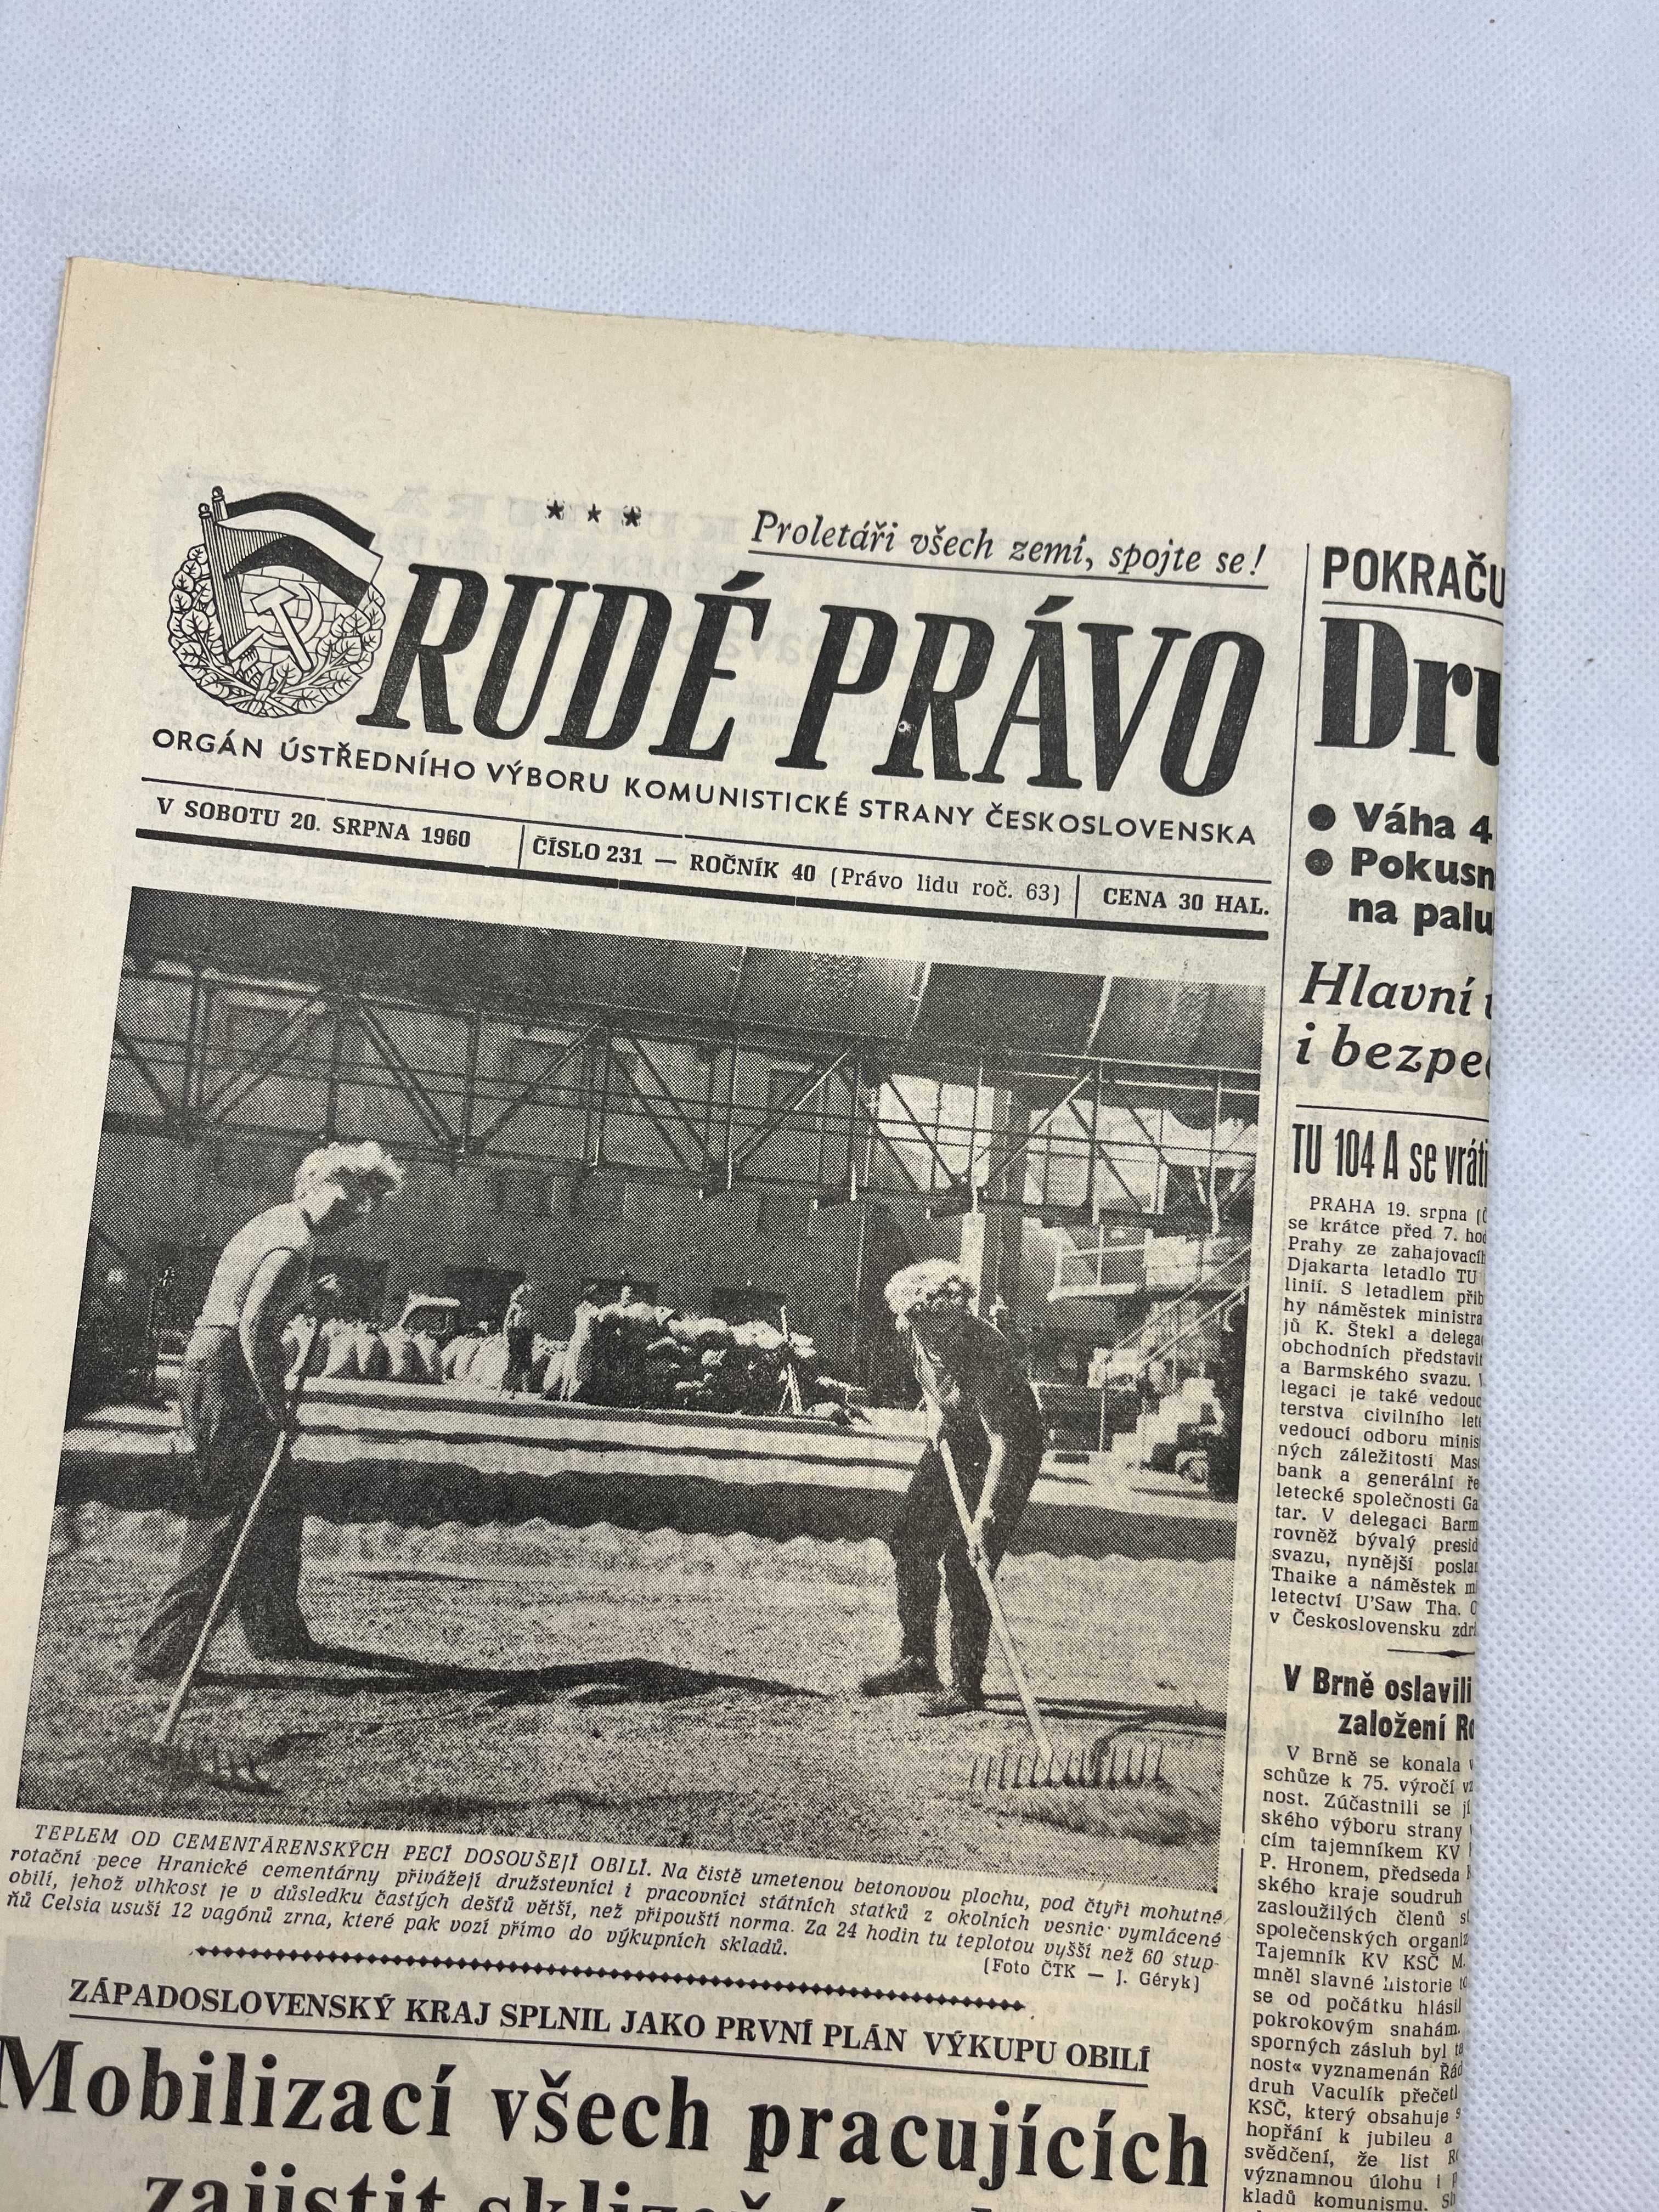 ★ ★ ★
Proletáři všech zemí, spojte se!
RUDÉ PRÁVO
ORGÁN ÚSTŘEDNÍHO VÝBORU KOMUNISTICKÉ STRANY ČESKOSLOVENSKA
V SOBOTU 20. SRPNA 1960
ČÍSLO 231 — ROČNÍK 40 (Právo lidu roč. 63)
CENA 30 HAL.
TEPLEM OD CEMENTÁRENSKÝCH PECÍ DOSOUŠEJÍ OBILÍ. Na čistě umetenou betonovou plochu, pod čtyři mohutné
rotační pece Hranické cementárny přivážejí družstevníci i pracovníci státních statků z okolních vesnic vymlácené
obilí, jehož vlhkost je v důsledku častých dešťů větší, než připouští norma. Za 24 hodin tu teplotou vyšší než 60 stup-
ňů Celsia usuší 12 vagónů zrna, které pak vozí přímo do výkupních skladů.
(Foto ČTK — J. Géryk)
ZÁPADOSLOVENSKÝ KRAJ SPLNIL JAKO PRVNÍ PLÁN VÝKUPU OBILÍ
Mobilizací všech pracujících
zajistit
POKRAČU
Dru
● Váha 4
● Pokusn
na palu
Hlavní
i bezpe
TU 104 A se vráti
PRAHA 19. srpna
se krátce před 7. hod
Prahy ze zahajovacíh
Djakarta letadlo TU
linií. S letadlem přib
hy náměstek ministra
jů K. Štekl a delega
obchodních představit
a Barmského svazu.
legaci je také vedouc
terstva civilního let
vedoucí odboru minis
ných záležitostí Mas
bank a generální ře
letecké společnosti Ga
tar. V delegaci Barm
rovněž bývalý presid
svazu, nynější posla
Thaike a náměstek m
letectví U'Saw Tha.
v Československu zdr
V Brně oslavili
založení R
V Brně se konala
schůze k 75. výročí
nost. Zúčastnili se
ského výboru strany
cím tajemníkem KV
P. Hronem, předseda
ského kraje soudruh
zasloužilých členů
společenských organiz
Tajemník KV KSČ M.
mněl slavné historie
se od počátku hlásil
pokrokovým snahám.
sporných zásluh byl
nost« vyznamenán Řád
druh Vaculík přečetl
KSČ, který obsahuje
hopřání k jubileu a
svědčení, že list
významnou úlohu i
kladů komunismu.